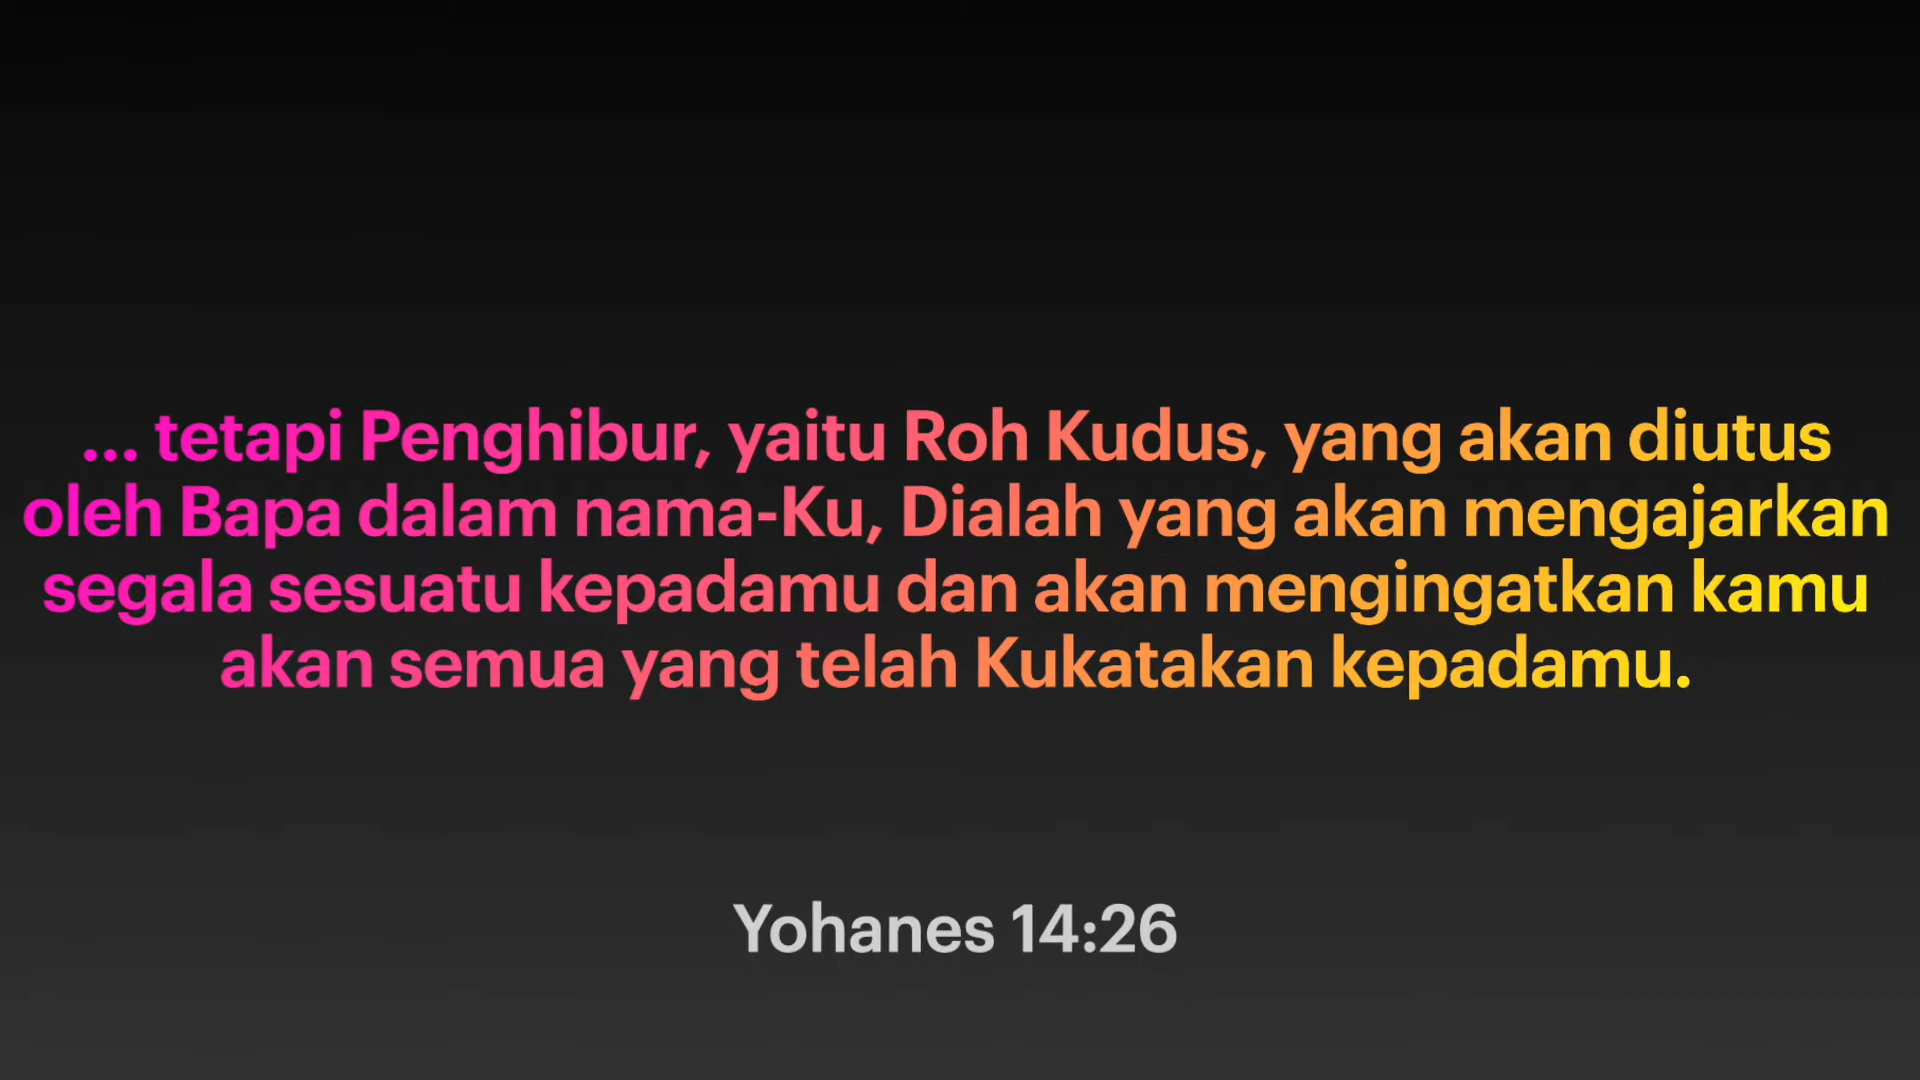 ... tetapi Penghibur, yaitu Roh Kudus, yang akan diutus
oleh Bapa dalam nama-Ku, Dialah yang akan mengajarkan
segala sesuatu kepadamu dan akan mengingatkan kamu
akan semua yang telah Kukatakan kepadamu.
Yohanes 14:26